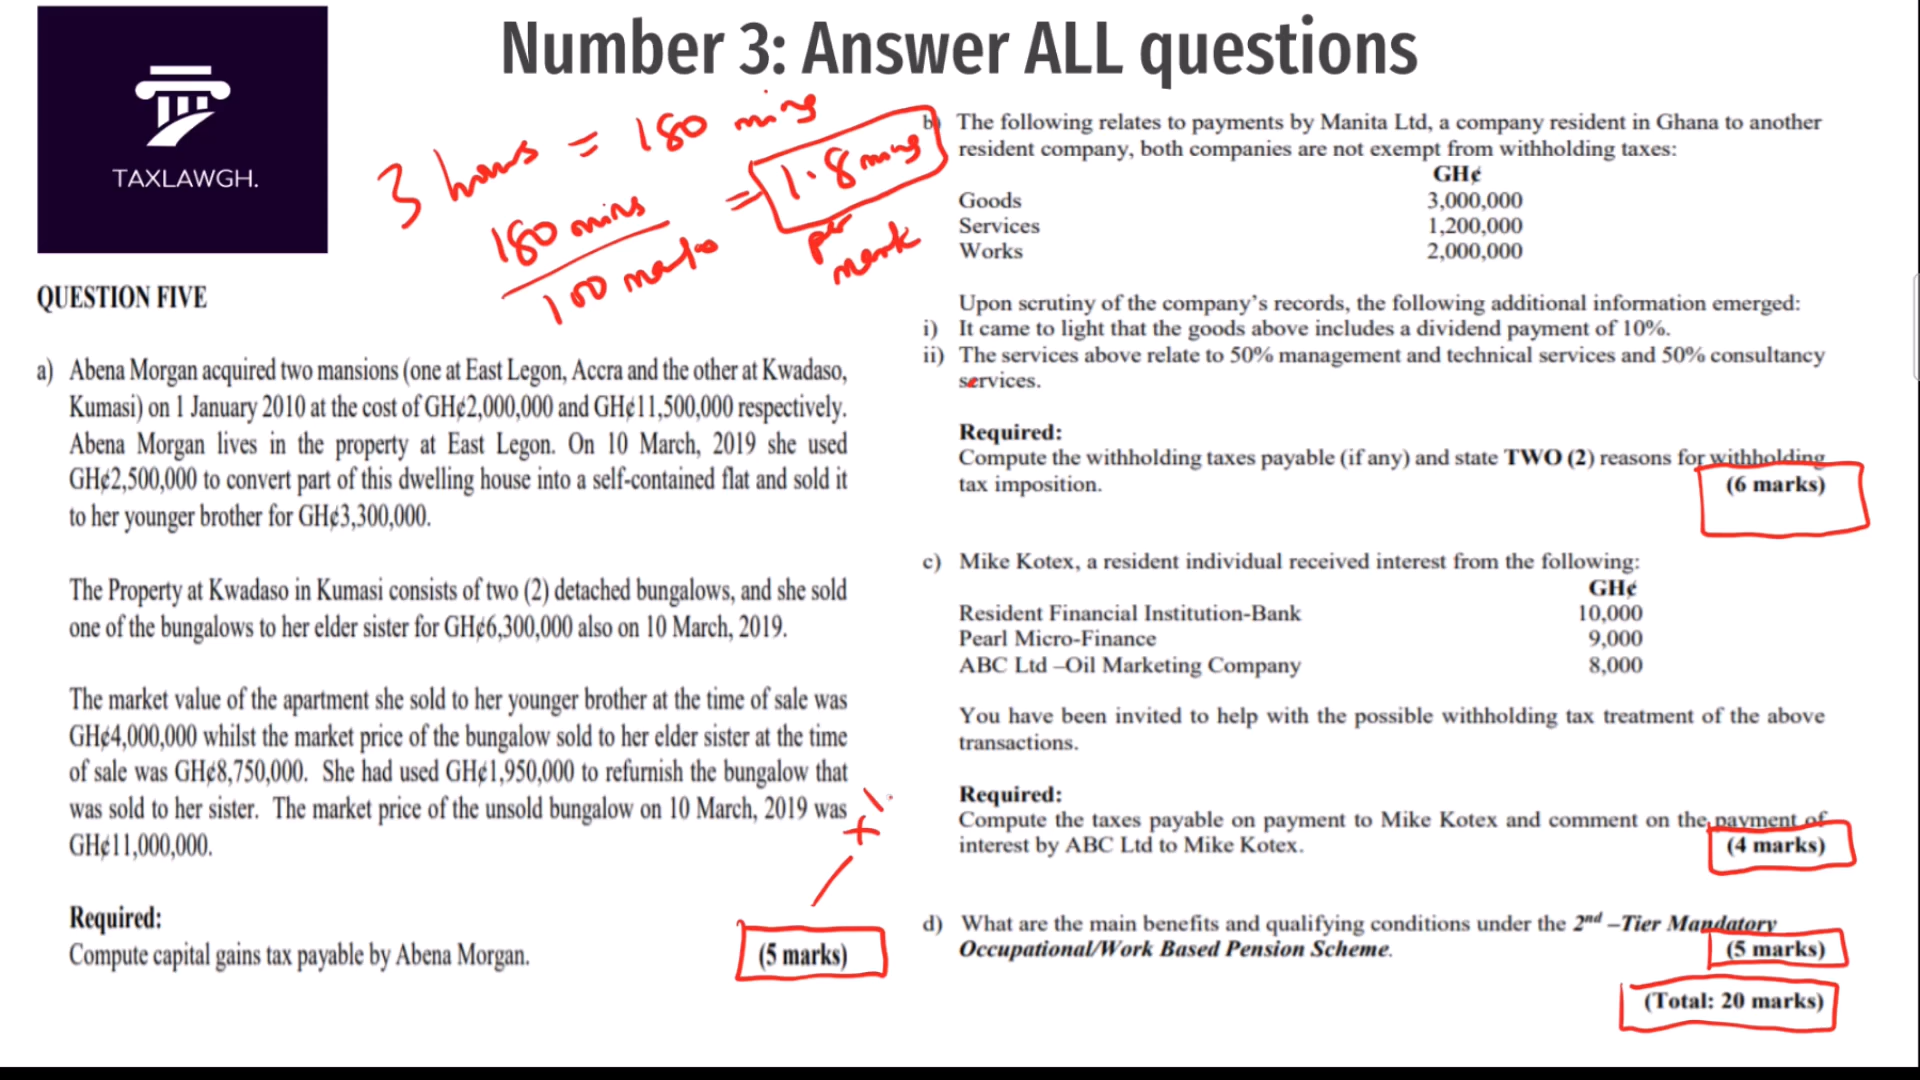 Number 3: Answer ALL questions
TAXLAWGH.
3 hours = 180 mins
180 mins
100 marks
= 1.8 mins
per
mark
QUESTION FIVE
a) Abena Morgan acquired two mansions (one at East Legon, Accra and the other at Kwadaso,
Kumasi) on 1 January 2010 at the cost of GH¢2,000,000 and GH¢11,500,000 respectively.
Abena Morgan lives in the property at East Legon. On 10 March, 2019 she used
GH¢2,500,000 to convert part of this dwelling house into a self-contained flat and sold it
to her younger brother for GH¢3,300,000.
The Property at Kwadaso in Kumasi consists of two (2) detached bungalows, and she sold
one of the bungalows to her elder sister for GH¢6,300,000 also on 10 March, 2019.
The market value of the apartment she sold to her younger brother at the time of sale was
GH¢4,000,000 whilst the market price of the bungalow sold to her elder sister at the time
of sale was GH¢8,750,000. She had used GH¢1,950,000 to refurnish the bungalow that
was sold to her sister. The market price of the unsold bungalow on 10 March, 2019 was
GH¢11,000,000.
Required:
Compute capital gains tax payable by Abena Morgan.
(5 marks)
b) The following relates to payments by Manita Ltd, a company resident in Ghana to another
resident company, both companies are not exempt from withholding taxes:
GH¢
Goods 3,000,000
Services 1,200,000
Works 2,000,000
Upon scrutiny of the company's records, the following additional information emerged:
i) It came to light that the goods above includes a dividend payment of 10%.
ii) The services above relate to 50% management and technical services and 50% consultancy
services.
Required:
Compute the withholding taxes payable (if any) and state TWO (2) reasons for withholding
tax imposition. (6 marks)
c) Mike Kotex, a resident individual received interest from the following:
GH¢
Resident Financial Institution-Bank 10,000
Pearl Micro-Finance 9,000
ABC Ltd –Oil Marketing Company 8,000
You have been invited to help with the possible withholding tax treatment of the above
transactions.
Required:
Compute the taxes payable on payment to Mike Kotex and comment on the payment of
interest by ABC Ltd to Mike Kotex. (4 marks)
d) What are the main benefits and qualifying conditions under the 2nd –Tier Mandatory
Occupational/Work Based Pension Scheme. (5 marks)
(Total: 20 marks)